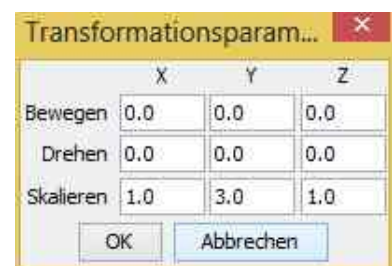 Transformationsparam...
X Y Z
Bewegen 0.0 0.0 0.0
Drehen 0.0 0.0 0.0
Skalieren 1.0 3.0 1.0
OK Abbrechen